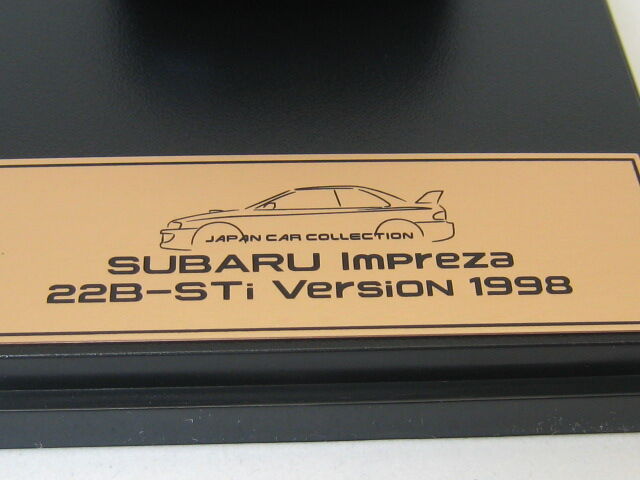 JAPAN CAR COLLECTION
SUBARU Impreza
22B-STi Version 1998